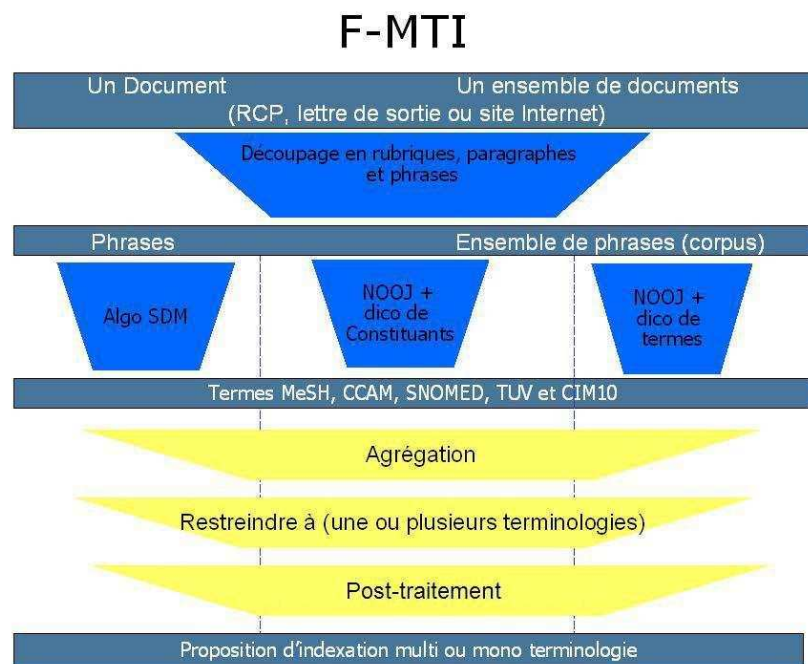 F-MTI
Un Document Un ensemble de documents
(RCP, lettre de sortie ou site Internet)
Découpage en rubriques, paragraphes
et phrases
Phrases Ensemble de phrases (corpus)
Algo SDM
NOOJ +
dico de
Constituants
NOOJ +
dico de
termes
Termes MeSH, CCAM, SNOMED, TUV et CIM10
Agrégation
Restreindre à (une ou plusieurs terminologies)
Post-traitement
Proposition d'indexation multi ou mono terminologie